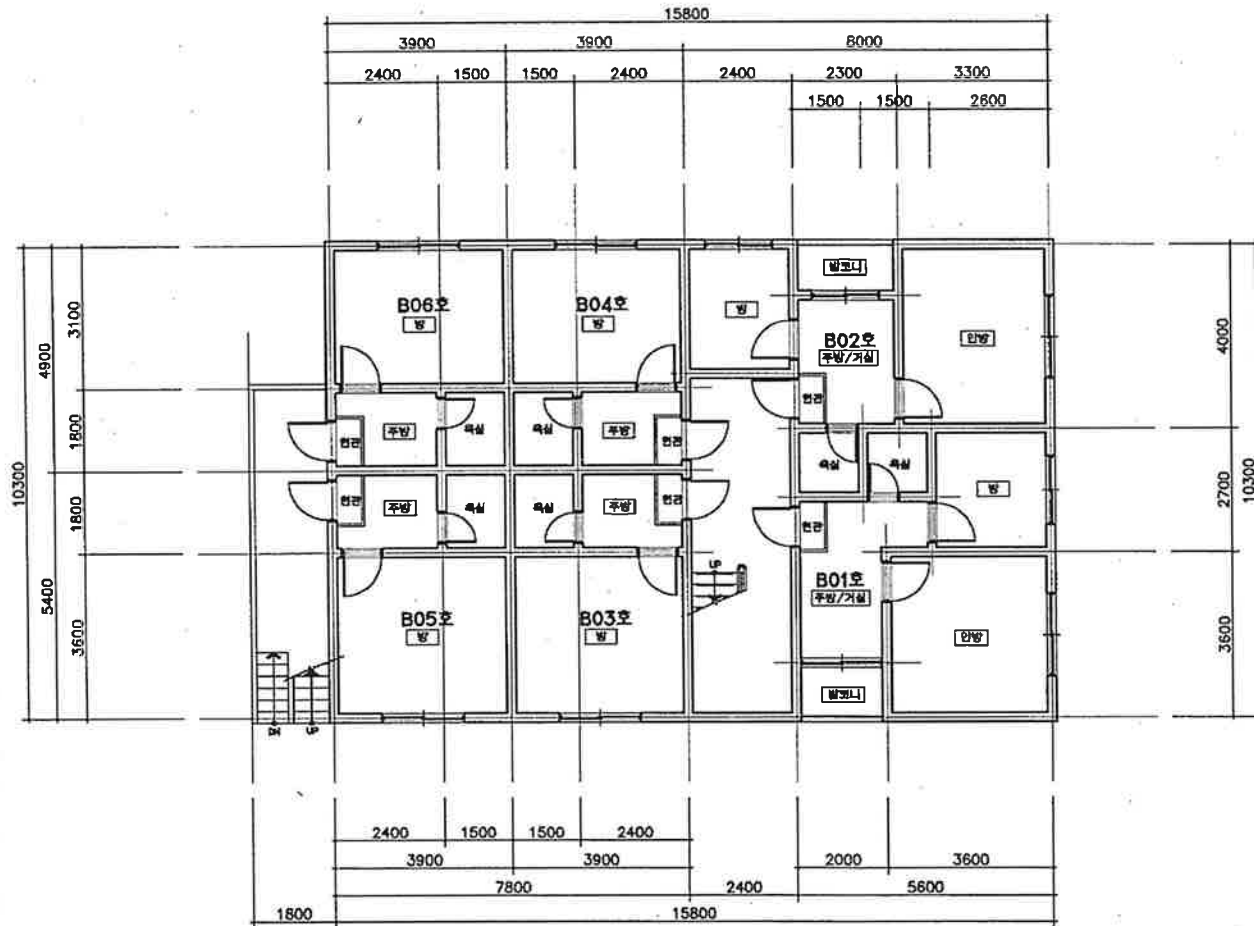 15800
3900 3900 8000
2400 1500 1500 2400 2400 2300 3300
1500 1500 2600
10300 4900 3100 1800 1800 5400 3600
B06호
방
B04호
방
방
발코니
B02호
주방/거실
안방
4000
10300
현관 주방 욕실 욕실 주방 현관 현관
욕실 욕실 방
2700
현관 주방 욕실 욕실 주방 현관 현관
UP
B05호
방
B03호
방
B01호
주방/거실
안방
3600
발코니
DN UP
2400 1500 1500 2400
3900 3900 2000 3600
7800 2400 5600
1800 15800